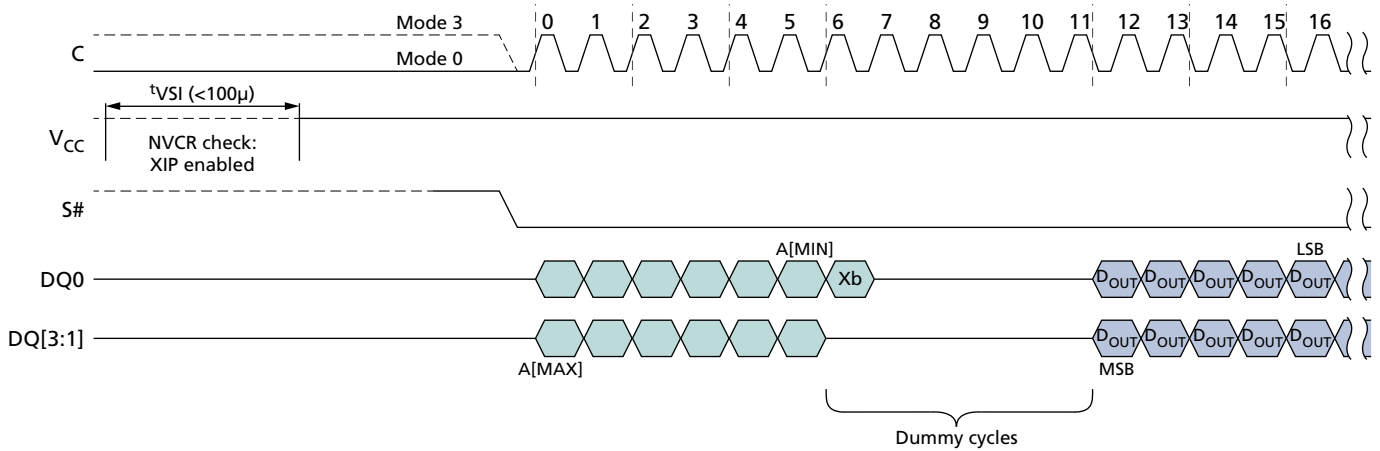 Mode 3 0 1 2 3 4 5 6 7 8 9 10 11 12 13 14 15 16
C
Mode 0
tVSI (<100µ)
VCC
NVCR check:
XIP enabled
S#
A[MIN] LSB
DQ0 Xb DOUT DOUT DOUT DOUT DOUT
DQ[3:1] DOUT DOUT DOUT DOUT DOUT
A[MAX] MSB
Dummy cycles